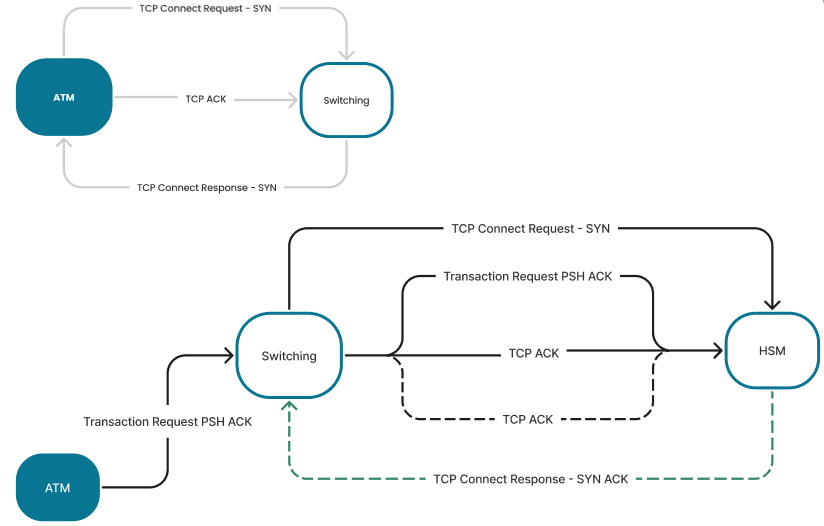 TCP Connect Request - SYN
ATM
TCP ACK
Switching
TCP Connect Response - SYN
TCP Connect Request - SYN
Transaction Request PSH ACK
Switching
TCP ACK
HSM
Transaction Request PSH ACK
TCP ACK
TCP Connect Response - SYN ACK
ATM